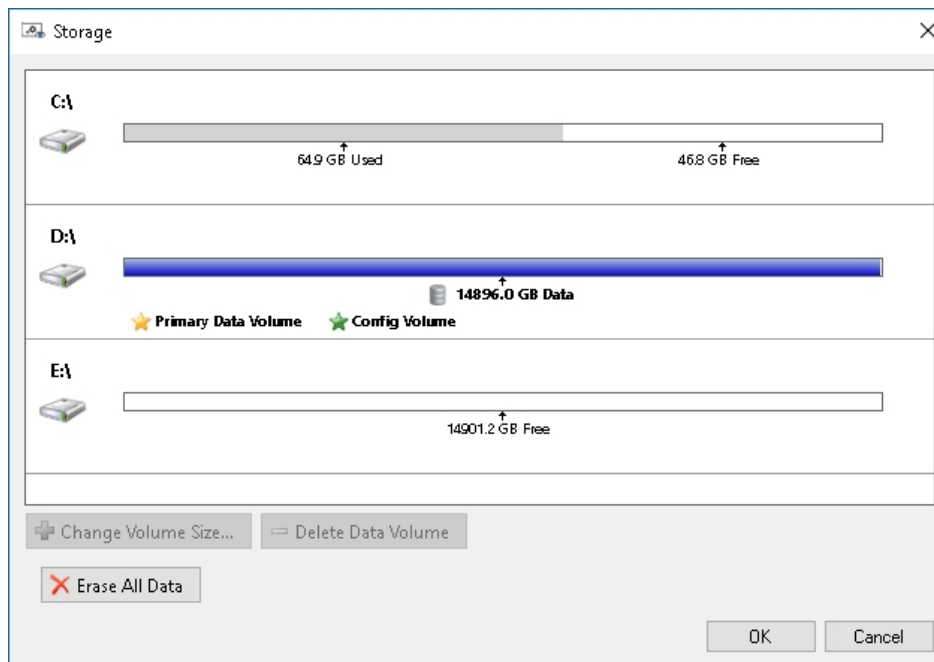 Storage
C:\
64.9 GB Used 46.8 GB Free
D:\
14896.0 GB Data
Primary Data Volume Config Volume
E:\
14901.2 GB Free
Change Volume Size... Delete Data Volume
Erase All Data
OK Cancel